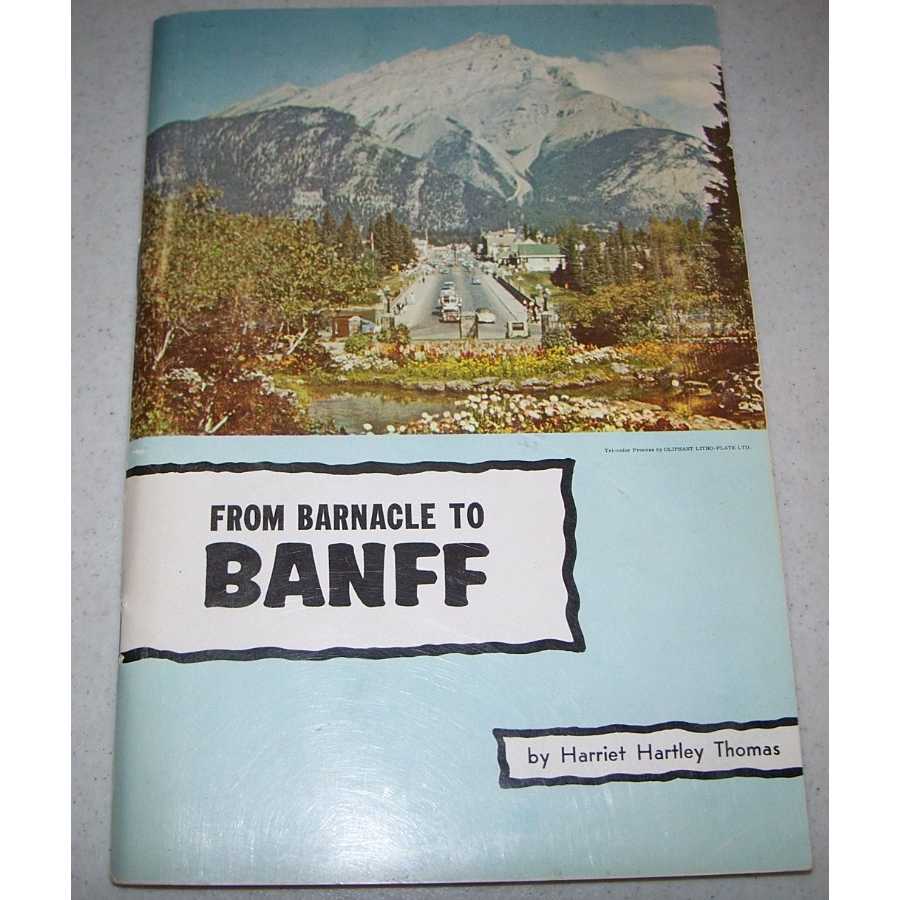 Tri-color Process by OLIPHANT LITHO-PLATE LTD.
FROM BARNACLE TO
BANFF
by Harriet Hartley Thomas